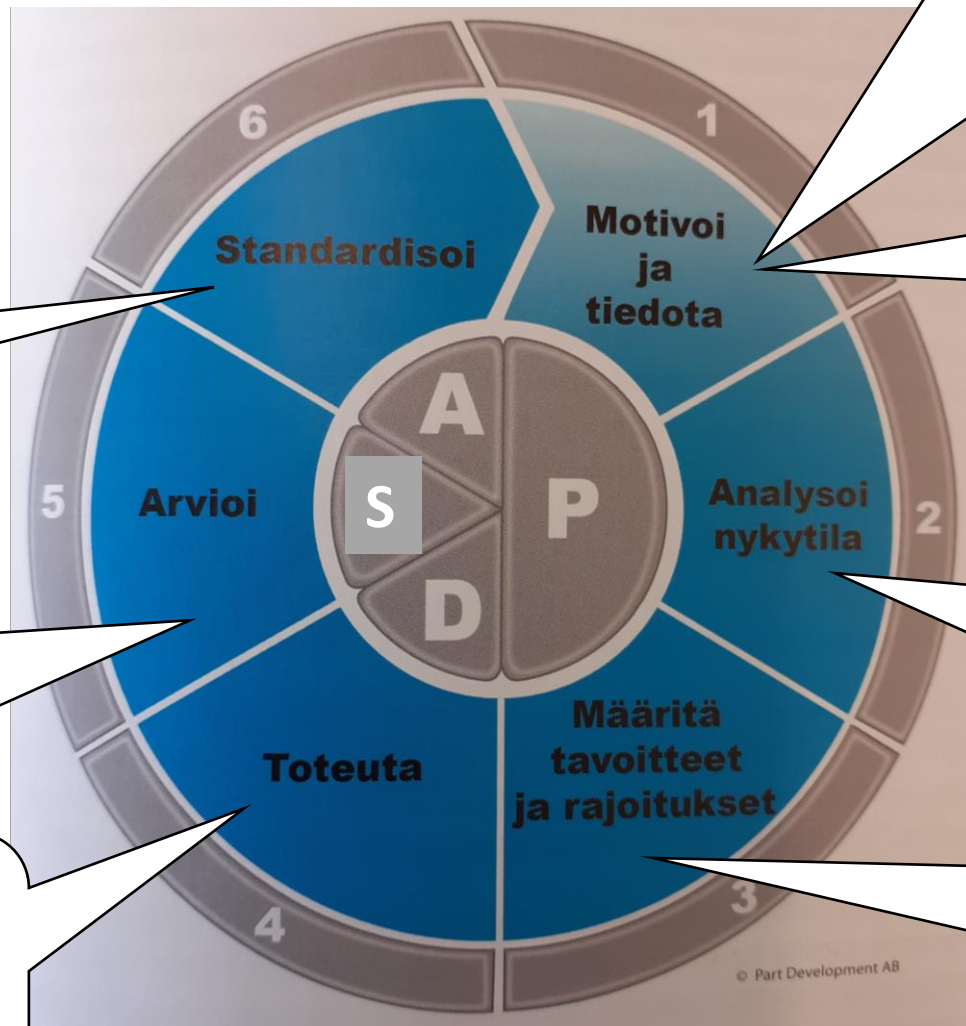 1
Motivoi
ja
tiedota
2
Analysoi
nykytila
3
Määritä
tavoitteet
ja rajoitukset
4
Toteuta
5
Arvioi
6
Standardisoi
P
D
S
A
© Part Development AB